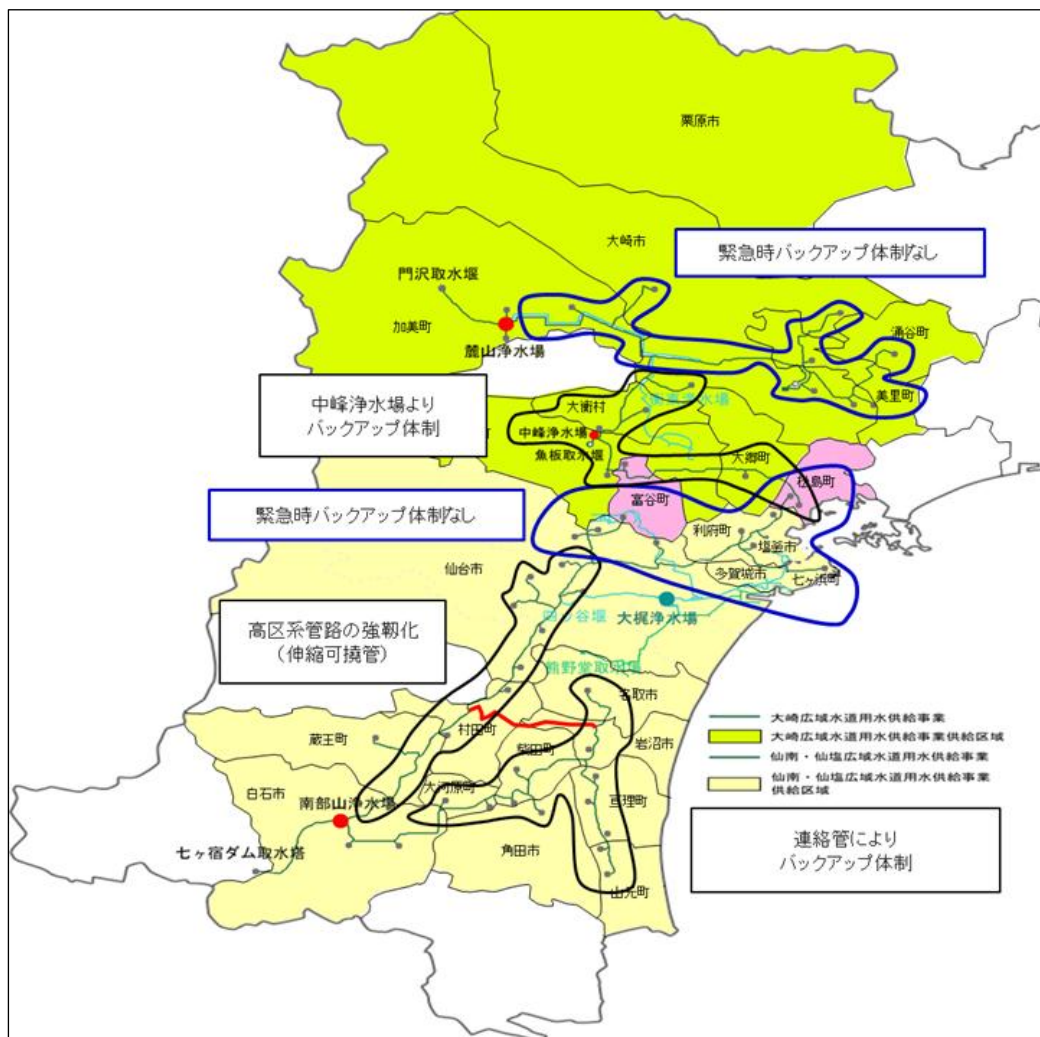 栗原市
大崎市
緊急時バックアップ体制なし
門沢取水堰
加美町
涌谷町
麓山浄水場
美里町
中峰浄水場より
バックアップ体制
大衡村
中峰浄水場
魚板取水堰
大郷町
松島町
富谷町
緊急時バックアップ体制なし
利府町
塩釜市
仙台市
多賀城市
七ヶ浜町
大梶浄水場
高区系管路の強靭化
(伸縮可撓管)
熊野堂取水場
名取市
村田町
岩沼市
蔵王町
柴田町
大崎広域水道用水供給事業
大崎広域水道用水供給事業供給区域
仙南・仙塩広域水道用水供給事業
仙南・仙塩広域水道用水供給事業
供給区域
白石市
大河原町
亘理町
南部山浄水場
七ヶ宿ダム取水塔
角田市
連絡管により
バックアップ体制
山元町